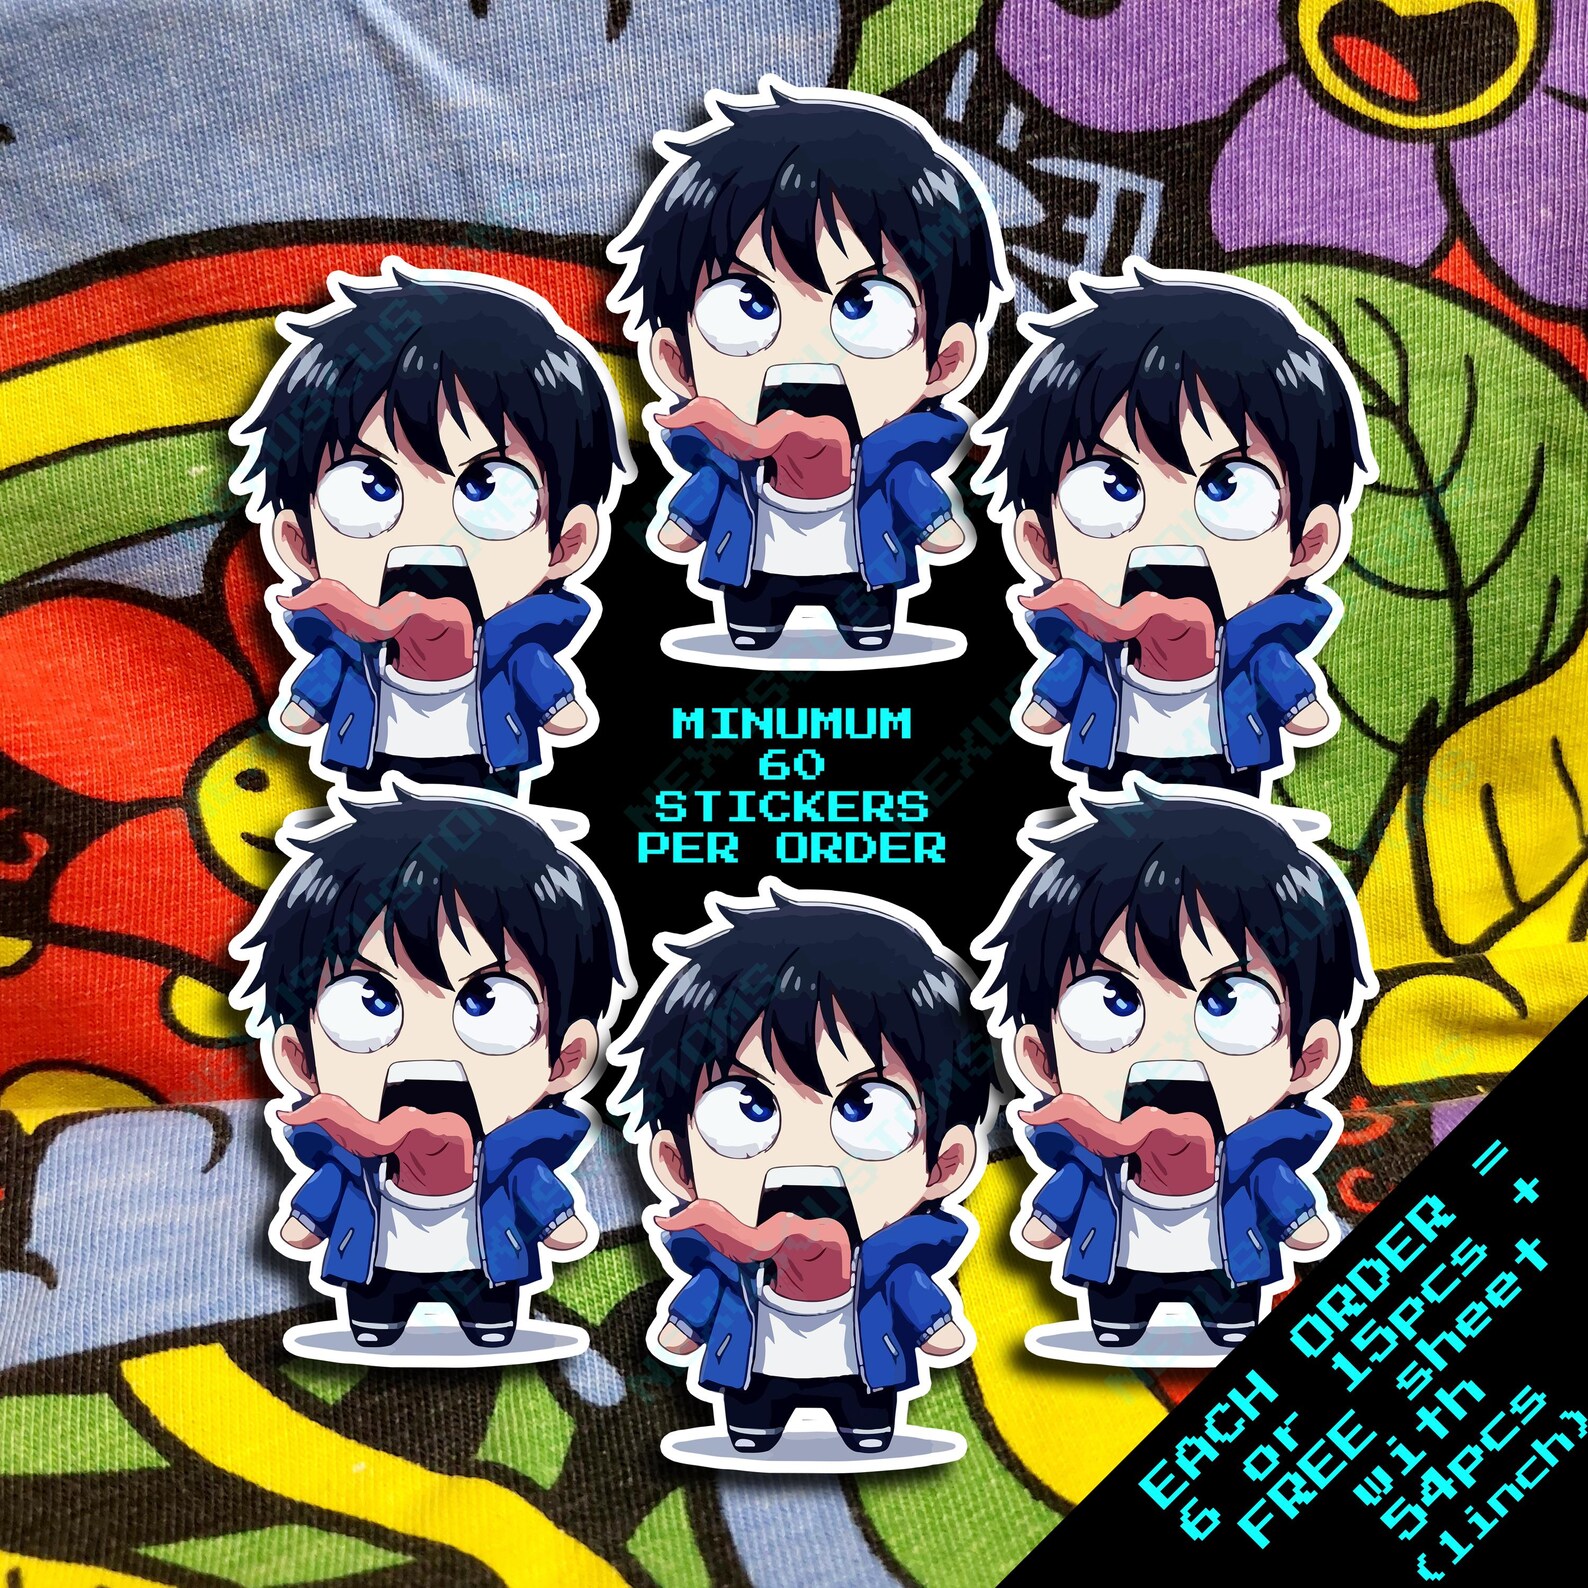 MINUMUM
60
STICKERS
PER ORDER
EACH ORDER =
6 or 15pcs +
FREE sheet
with
54pcs
(1inch)